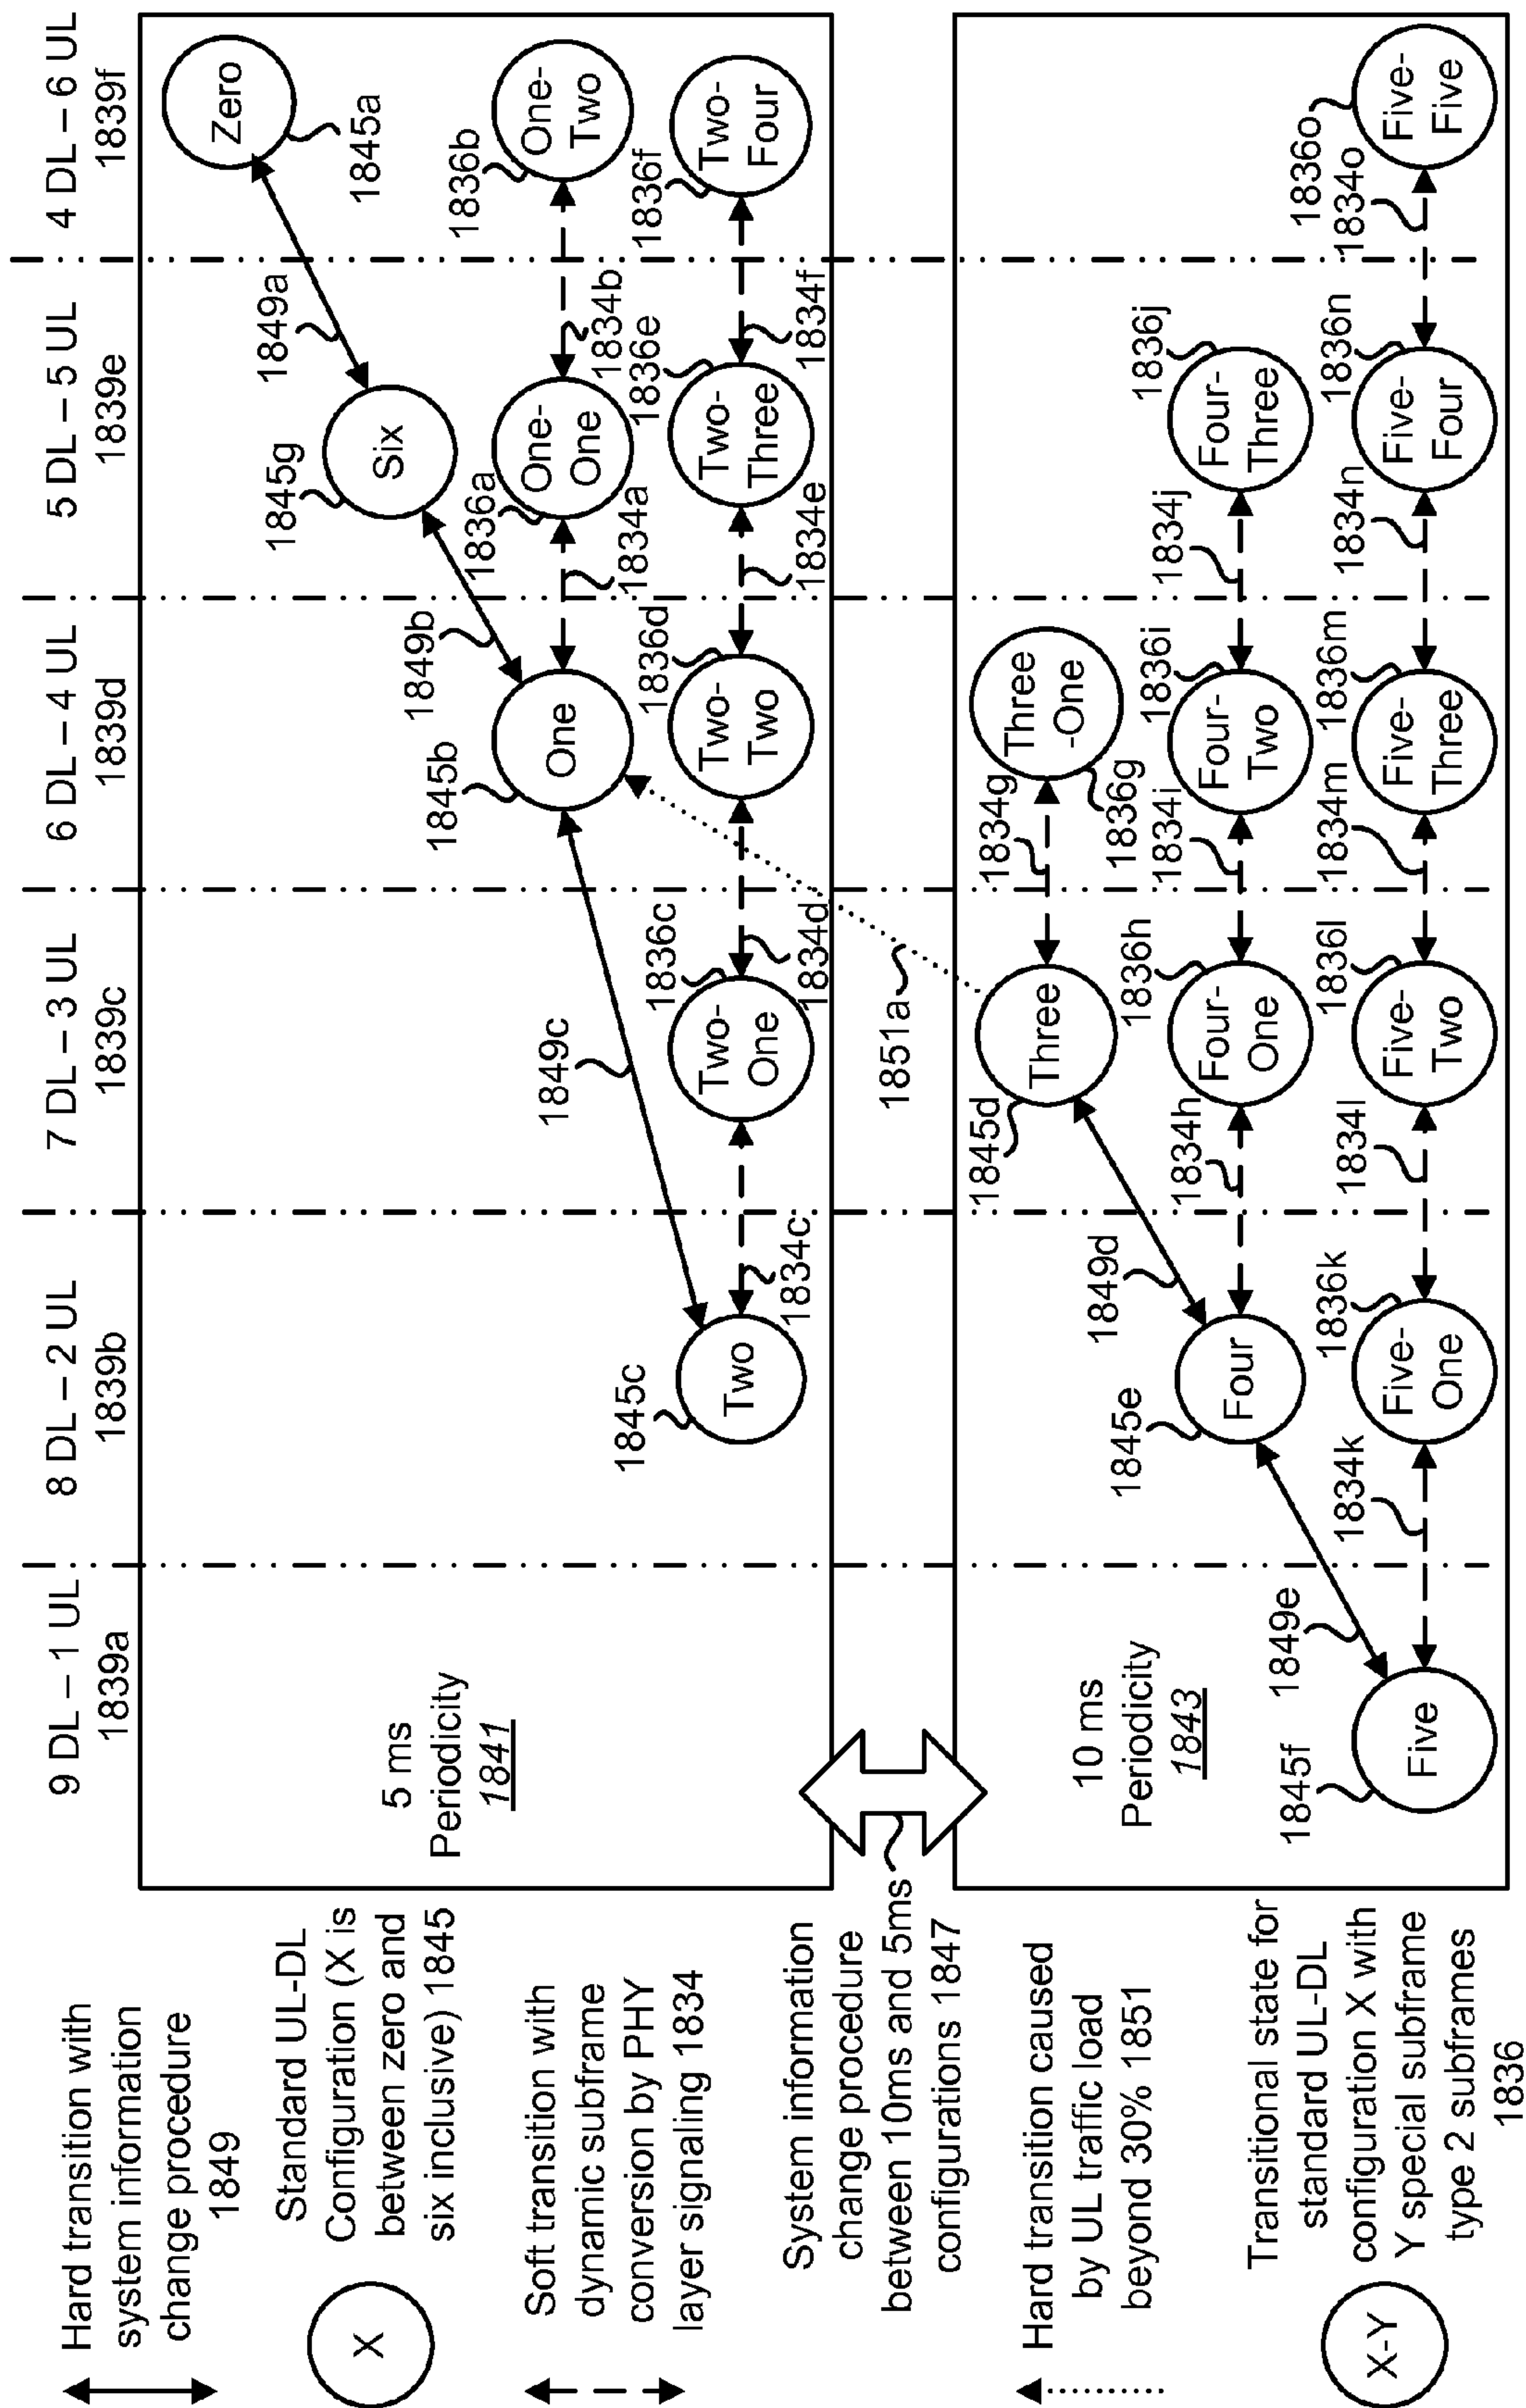 9 DL – 1 UL
1839a
8 DL – 2 UL
1839b
7 DL – 3 UL
1839c
6 DL – 4 UL
1839d
5 DL – 5 UL
1839e
4 DL – 6 UL
1839f
5 ms
Periodicity
1841
Zero
1845a
1849a
Six
1845g
1849b
One
1845b
1849c
Two
1845c
1834a
One-
One
1836a
1834b
One-
Two
1836b
1834c
Two-
One
1836c
1834d
Two-
Two
1836d
1834e
Two-
Three
1836e
1834f
Two-
Four
1836f
1851a
10 ms
Periodicity
1843
Three
1845d
1834g
Three
-One
1836g
1849d
Four
1845e
1834h
Four-
One
1836h
1834i
Four-
Two
1836i
1834j
Four-
Three
1836j
1849e
Five
1845f
1834k
Five-
One
1836k
1834l
Five-
Two
1836l
1834m
Five-
Three
1836m
1834n
Five-
Four
1836n
1834o
Five-
Five
1836o
Hard transition with
system information
change procedure
1849
X
Standard UL-DL
Configuration (X is
between zero and
six inclusive) 1845
Soft transition with
dynamic subframe
conversion by PHY
layer signaling 1834
System information
change procedure
between 10ms and 5ms
configurations 1847
Hard transition caused
by UL traffic load
beyond 30% 1851
X-Y
Transitional state for
standard UL-DL
configuration X with
Y special subframe
type 2 subframes
1836